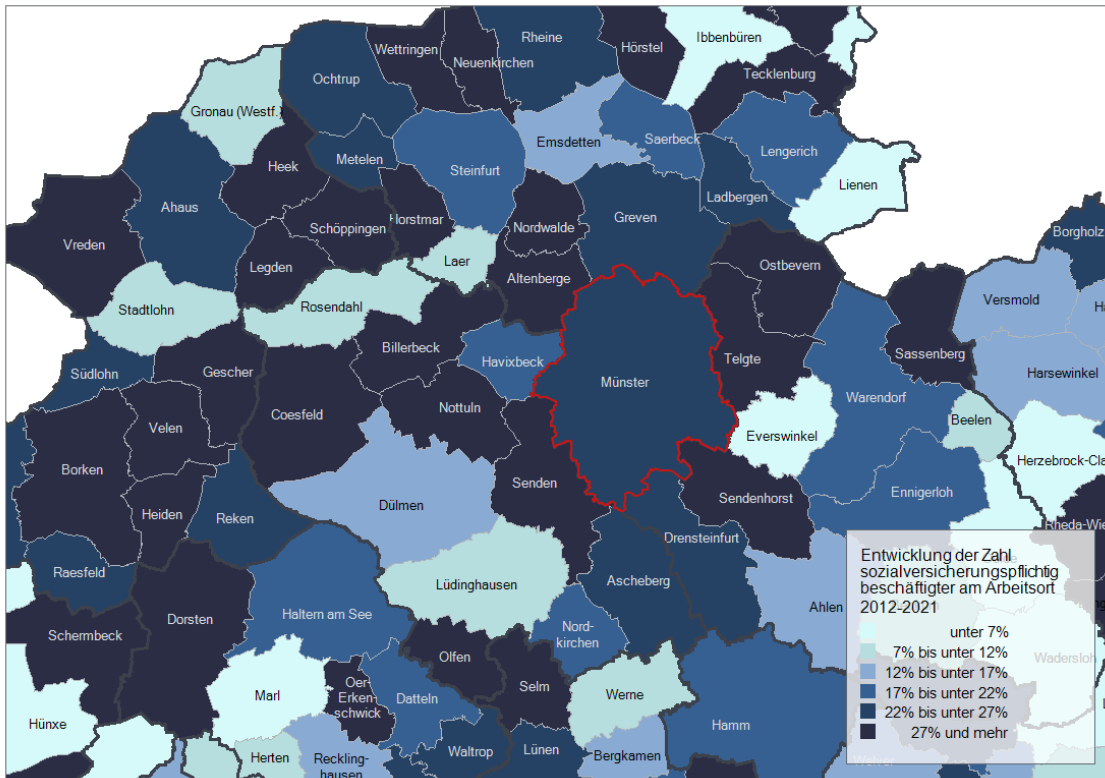 Wettringen
Rheine
Hörstel
Ibbenbüren
Neuenkirchen
Ochtrup
Tecklenburg
Gronau (Westf.)
Emsdetten
Saerbeck
Lengerich
Metelen
Heek
Steinfurt
Lienen
Ladbergen
Ahaus
Horstmar
Nordwalde
Greven
Schöppingen
Borgholz
Vreden
Legden
Laer
Altenberge
Ostbevern
Versmold
Stadtlohn
Rosendahl
Billerbeck
Havixbeck
Telgte
Sassenberg
Südlohn
Gescher
Münster
Harsewinkel
Coesfeld
Nottuln
Warendorf
Velen
Everswinkel
Beelen
Borken
Herzebrock-Cla
Senden
Sendenhorst
Ennigerloh
Heiden
Reken
Dülmen
Rheda-Wie
Drensteinfurt
Raesfeld
Lüdinghausen
Ascheberg
Ahlen
Haltern am See
Dorsten
Schermbeck
Nord-
kirchen
Olfen
Wadersloh
Marl
Oer-
Erken-
schwick
Datteln
Selm
Werne
Hünxe
Hamm
Herten
Reckling-
hausen
Waltrop
Lünen
Bergkamen
Welver
Entwicklung der Zahl
sozialversicherungspflichtig
beschäftigter am Arbeitsort
2012-2021
unter 7%
7% bis unter 12%
12% bis unter 17%
17% bis unter 22%
22% bis unter 27%
27% und mehr